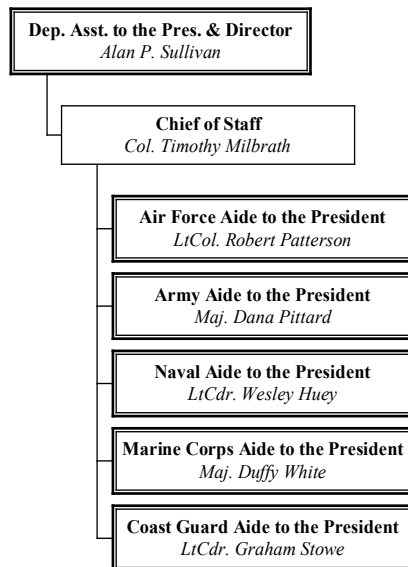 Dep. Asst. to the Pres. & Director
Alan P. Sullivan
Chief of Staff
Col. Timothy Milbrath
Air Force Aide to the President
LtCol. Robert Patterson
Army Aide to the President
Maj. Dana Pittard
Naval Aide to the President
LtCdr. Wesley Huey
Marine Corps Aide to the President
Maj. Duffy White
Coast Guard Aide to the President
LtCdr. Graham Stowe